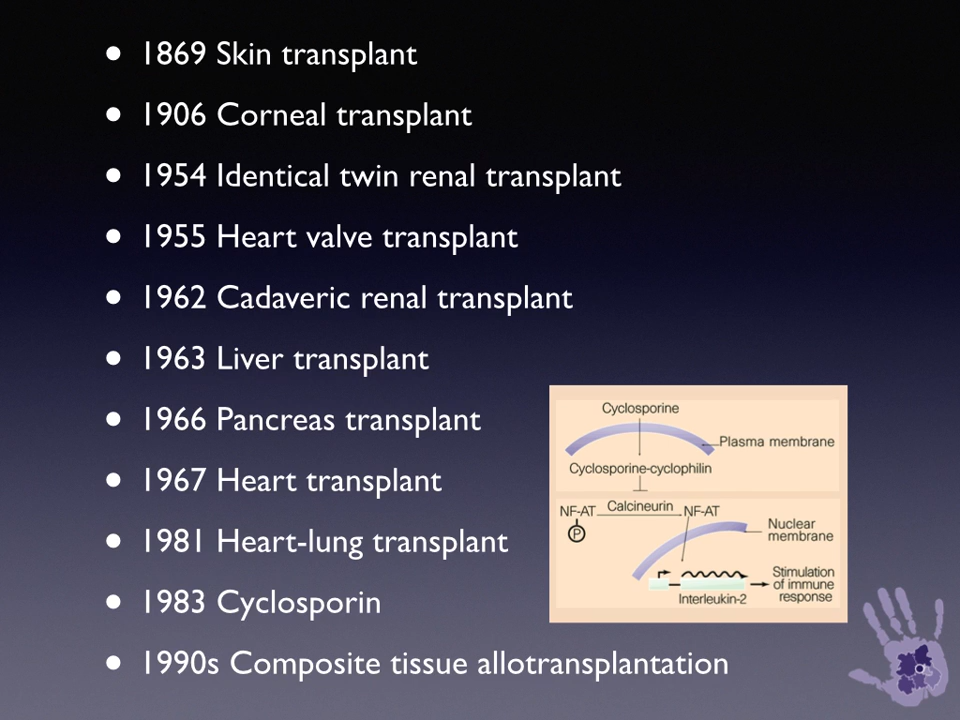 • 1869 Skin transplant
• 1906 Corneal transplant
• 1954 Identical twin renal transplant
• 1955 Heart valve transplant
• 1962 Cadaveric renal transplant
• 1963 Liver transplant
• 1966 Pancreas transplant
• 1967 Heart transplant
• 1981 Heart-lung transplant
• 1983 Cyclosporin
• 1990s Composite tissue allotransplantation
Cyclosporine
Plasma membrane
Cyclosporine-cyclophilin
NF-AT Calcineurin NF-AT
P
Nuclear
membrane
Stimulation
of immune
response
Interleukin-2